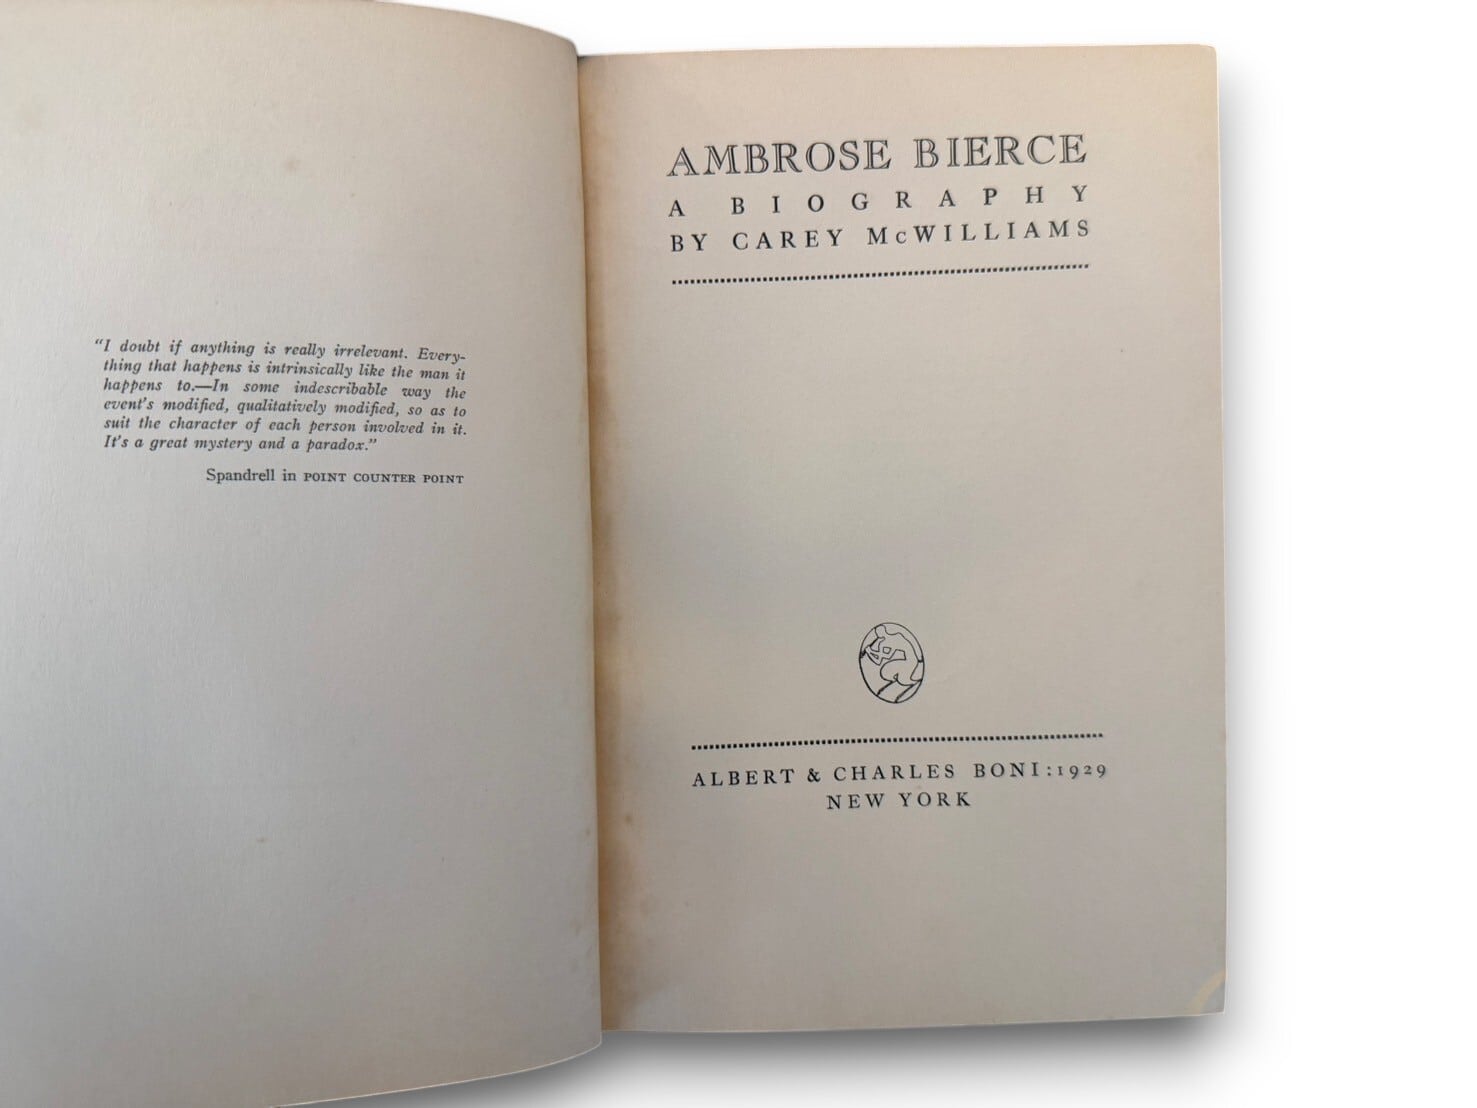 “I doubt if anything is really irrelevant. Every-
thing that happens is intrinsically like the man it
happens to.—In some indescribable way the
event's modified, qualitatively modified, so as to
suit the character of each person involved in it.
It's a great mystery and a paradox.”
Spandrell in POINT COUNTER POINT
AMBROSE BIERCE
A BIOGRAPHY
BY CAREY McWILLIAMS
ALBERT & CHARLES BONI:1929
NEW YORK